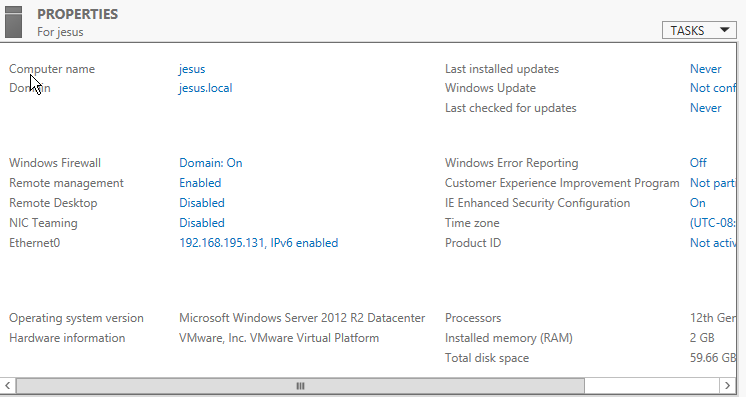 PROPERTIES
For jesus
TASKS
Computer name jesus Last installed updates Never
Domain jesus.local Windows Update Not conf
Last checked for updates Never
Windows Firewall Domain: On Windows Error Reporting Off
Remote management Enabled Customer Experience Improvement Program Not parti
Remote Desktop Disabled IE Enhanced Security Configuration On
NIC Teaming Disabled Time zone (UTC-08:
Ethernet0 192.168.195.131, IPv6 enabled Product ID Not activ
Operating system version Microsoft Windows Server 2012 R2 Datacenter Processors 12th Gen
Hardware information VMware, Inc. VMware Virtual Platform Installed memory (RAM) 2 GB
Total disk space 59.66 GB